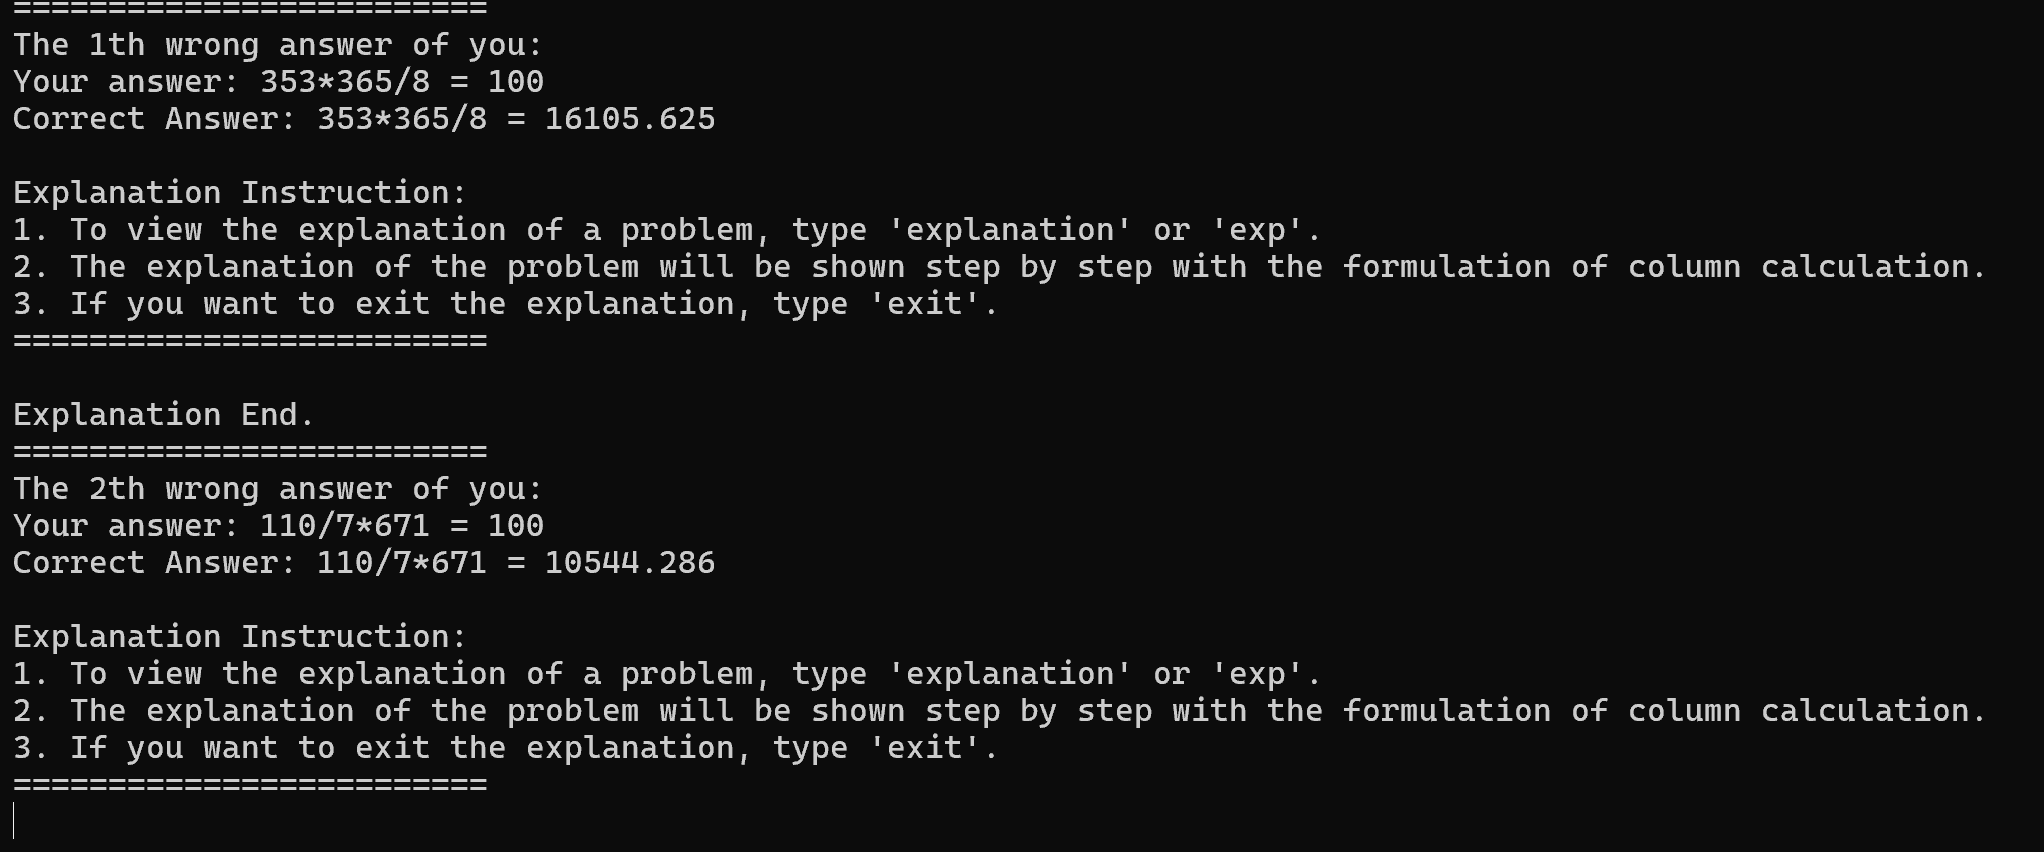 =========================
The 1th wrong answer of you:
Your answer: 353*365/8 = 100
Correct Answer: 353*365/8 = 16105.625
Explanation Instruction:
1. To view the explanation of a problem, type 'explanation' or 'exp'.
2. The explanation of the problem will be shown step by step with the formulation of column calculation.
3. If you want to exit the explanation, type 'exit'.
=========================
Explanation End.
=========================
The 2th wrong answer of you:
Your answer: 110/7*671 = 100
Correct Answer: 110/7*671 = 10544.286
Explanation Instruction:
1. To view the explanation of a problem, type 'explanation' or 'exp'.
2. The explanation of the problem will be shown step by step with the formulation of column calculation.
3. If you want to exit the explanation, type 'exit'.
=========================